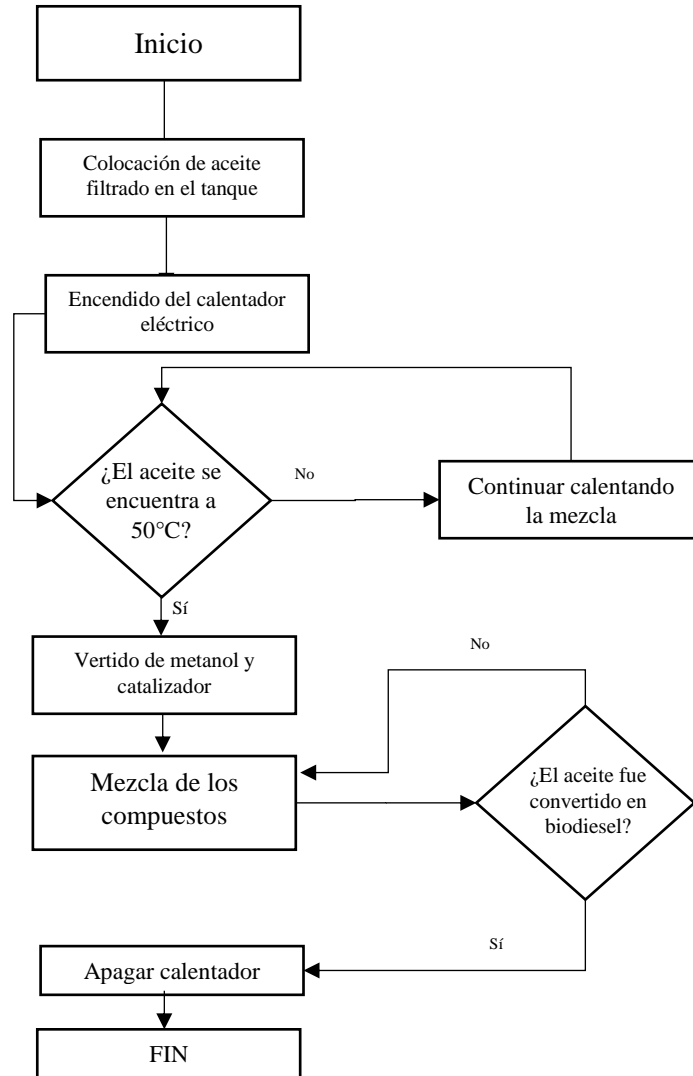 Inicio
Colocación de aceite
filtrado en el tanque
Encendido del calentador
eléctrico
¿El aceite se
encuentra a
50°C?
No
Continuar calentando
la mezcla
Sí
Vertido de metanol y
catalizador
No
Mezcla de los
compuestos
¿El aceite fue
convertido en
biodiesel?
Sí
Apagar calentador
FIN